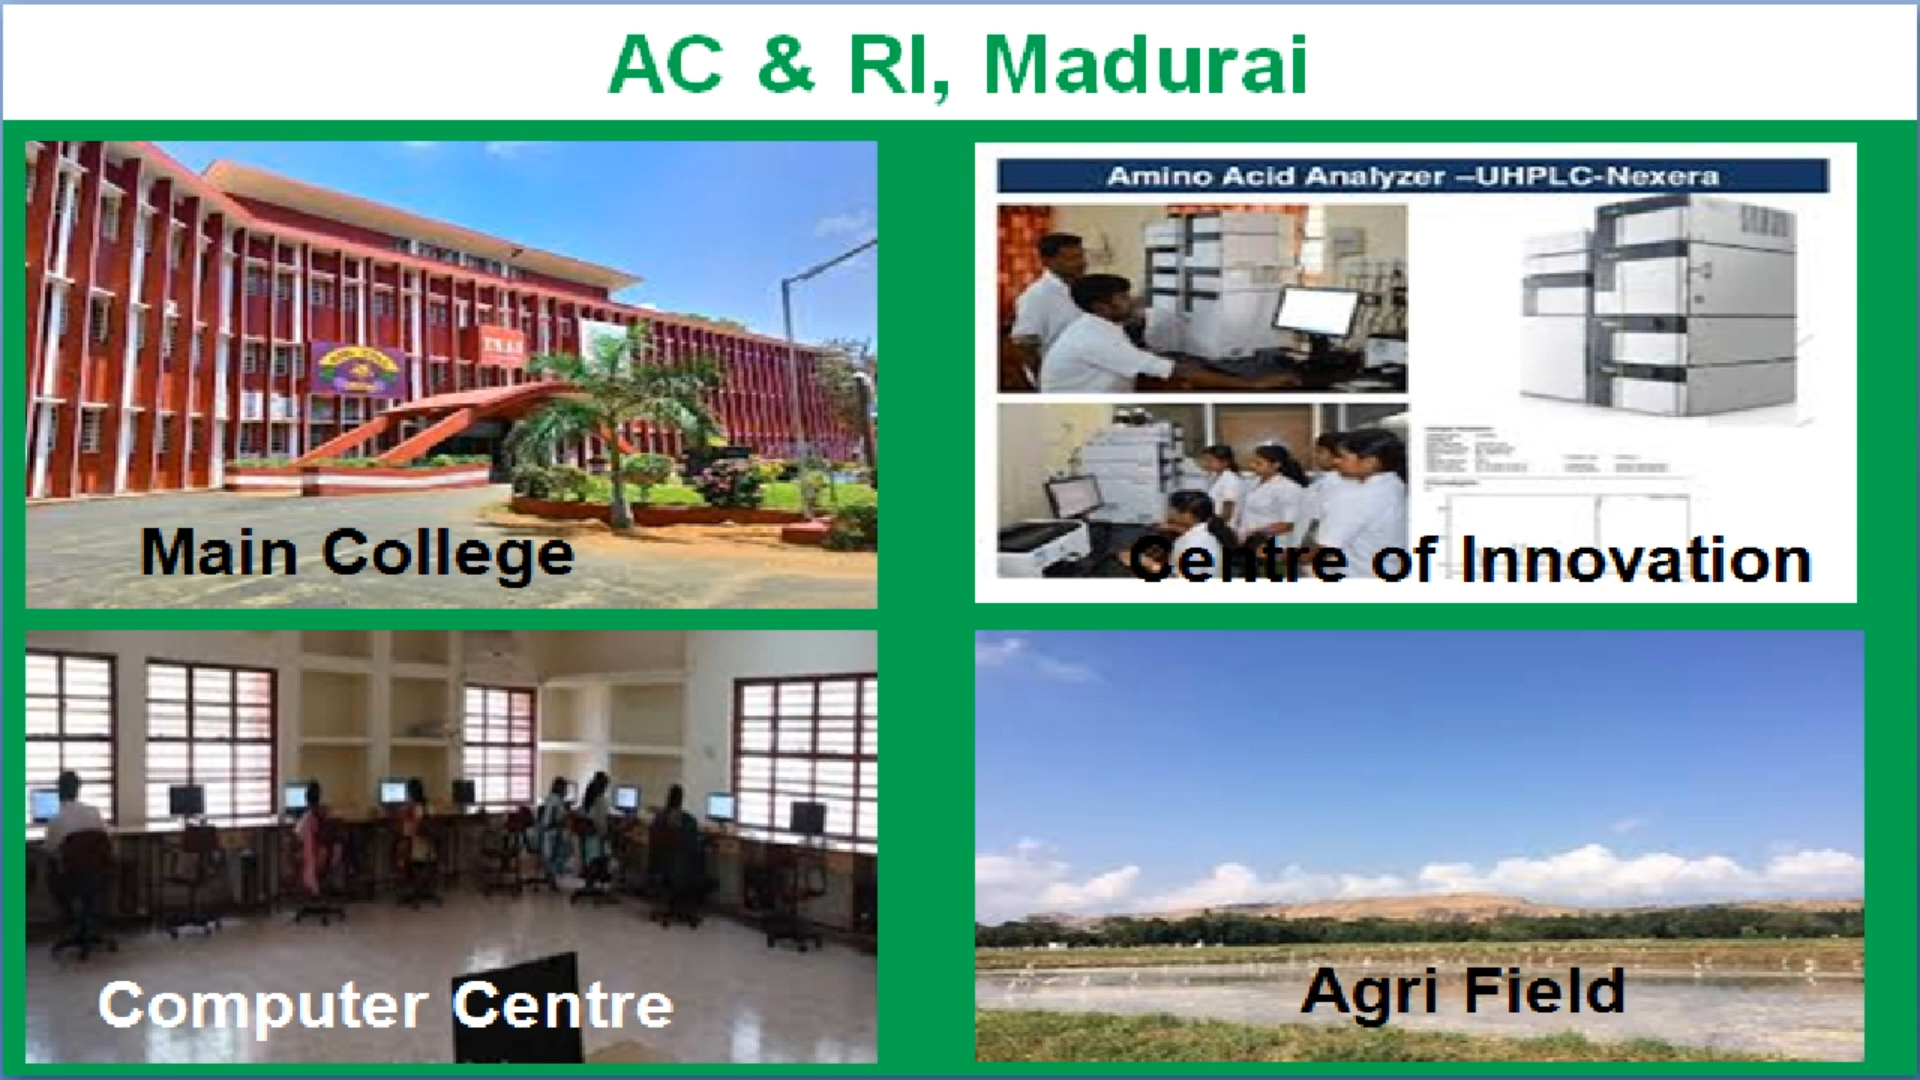 AC & RI, Madurai
Amino Acid Analyzer –UHPLC-Nexera
Main College
Centre of Innovation
Computer Centre
Agri Field